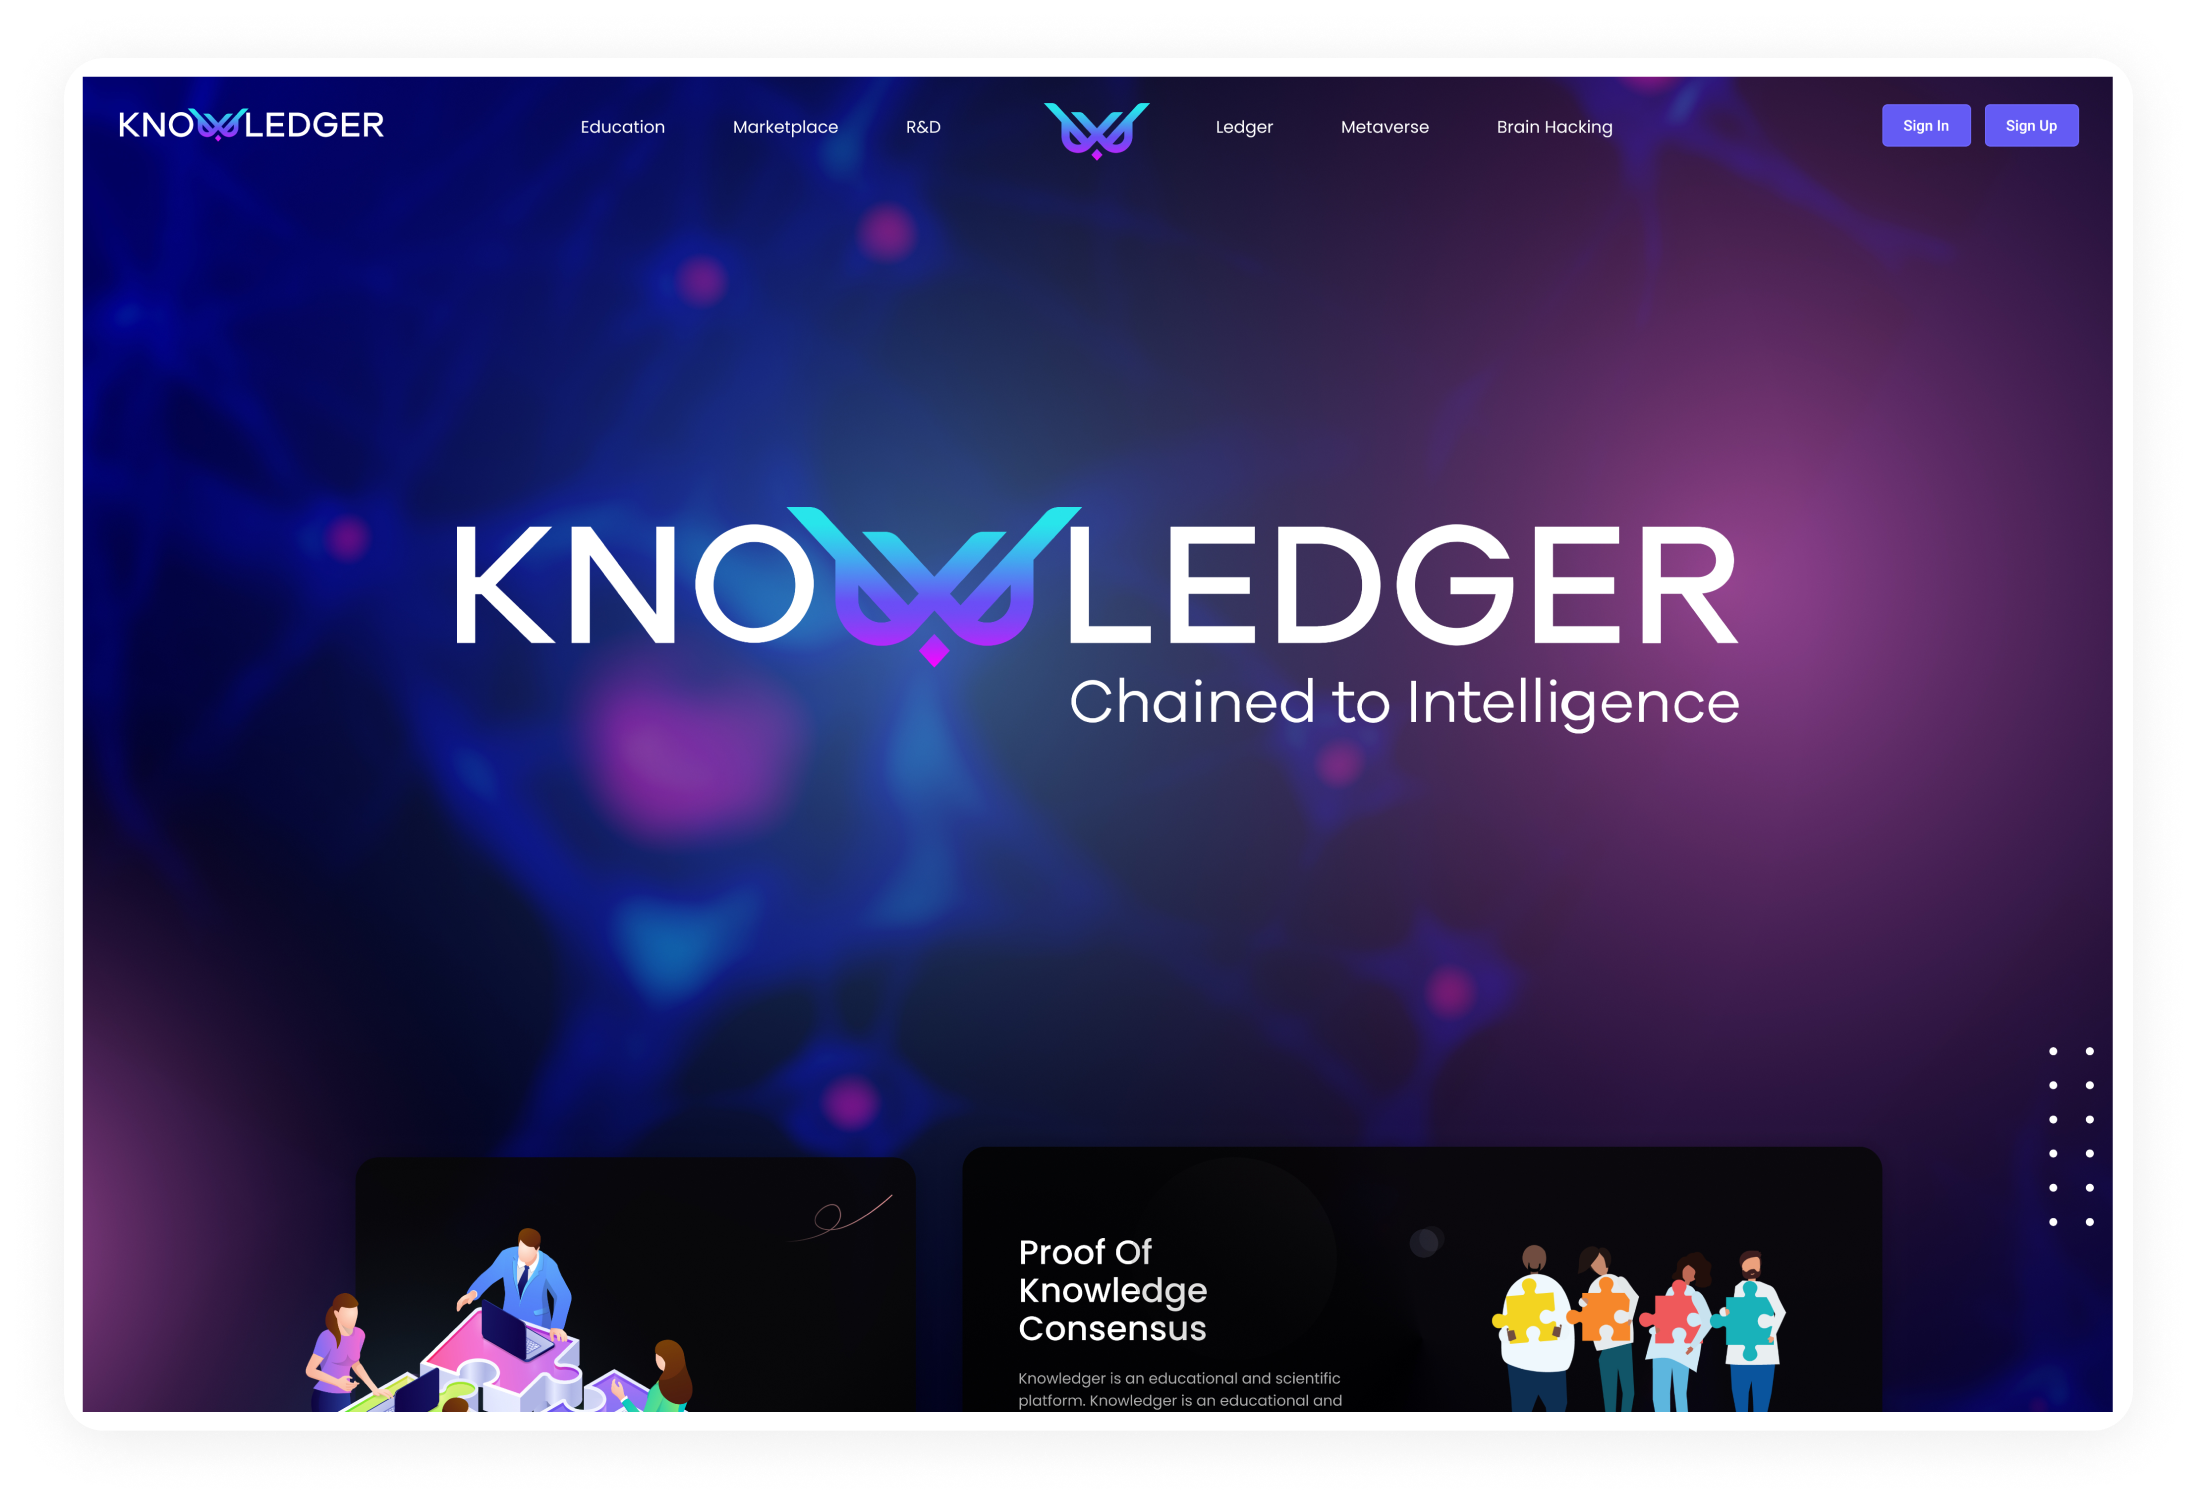 KNOWLEDGER
Education
Marketplace
R&D
Ledger
Metaverse
Brain Hacking
Sign In
Sign Up
KNOWLEDGER
Chained to Intelligence
Proof Of
Knowledge
Consensus
Knowledger is an educational and scientific
platform. Knowledger is an educational and